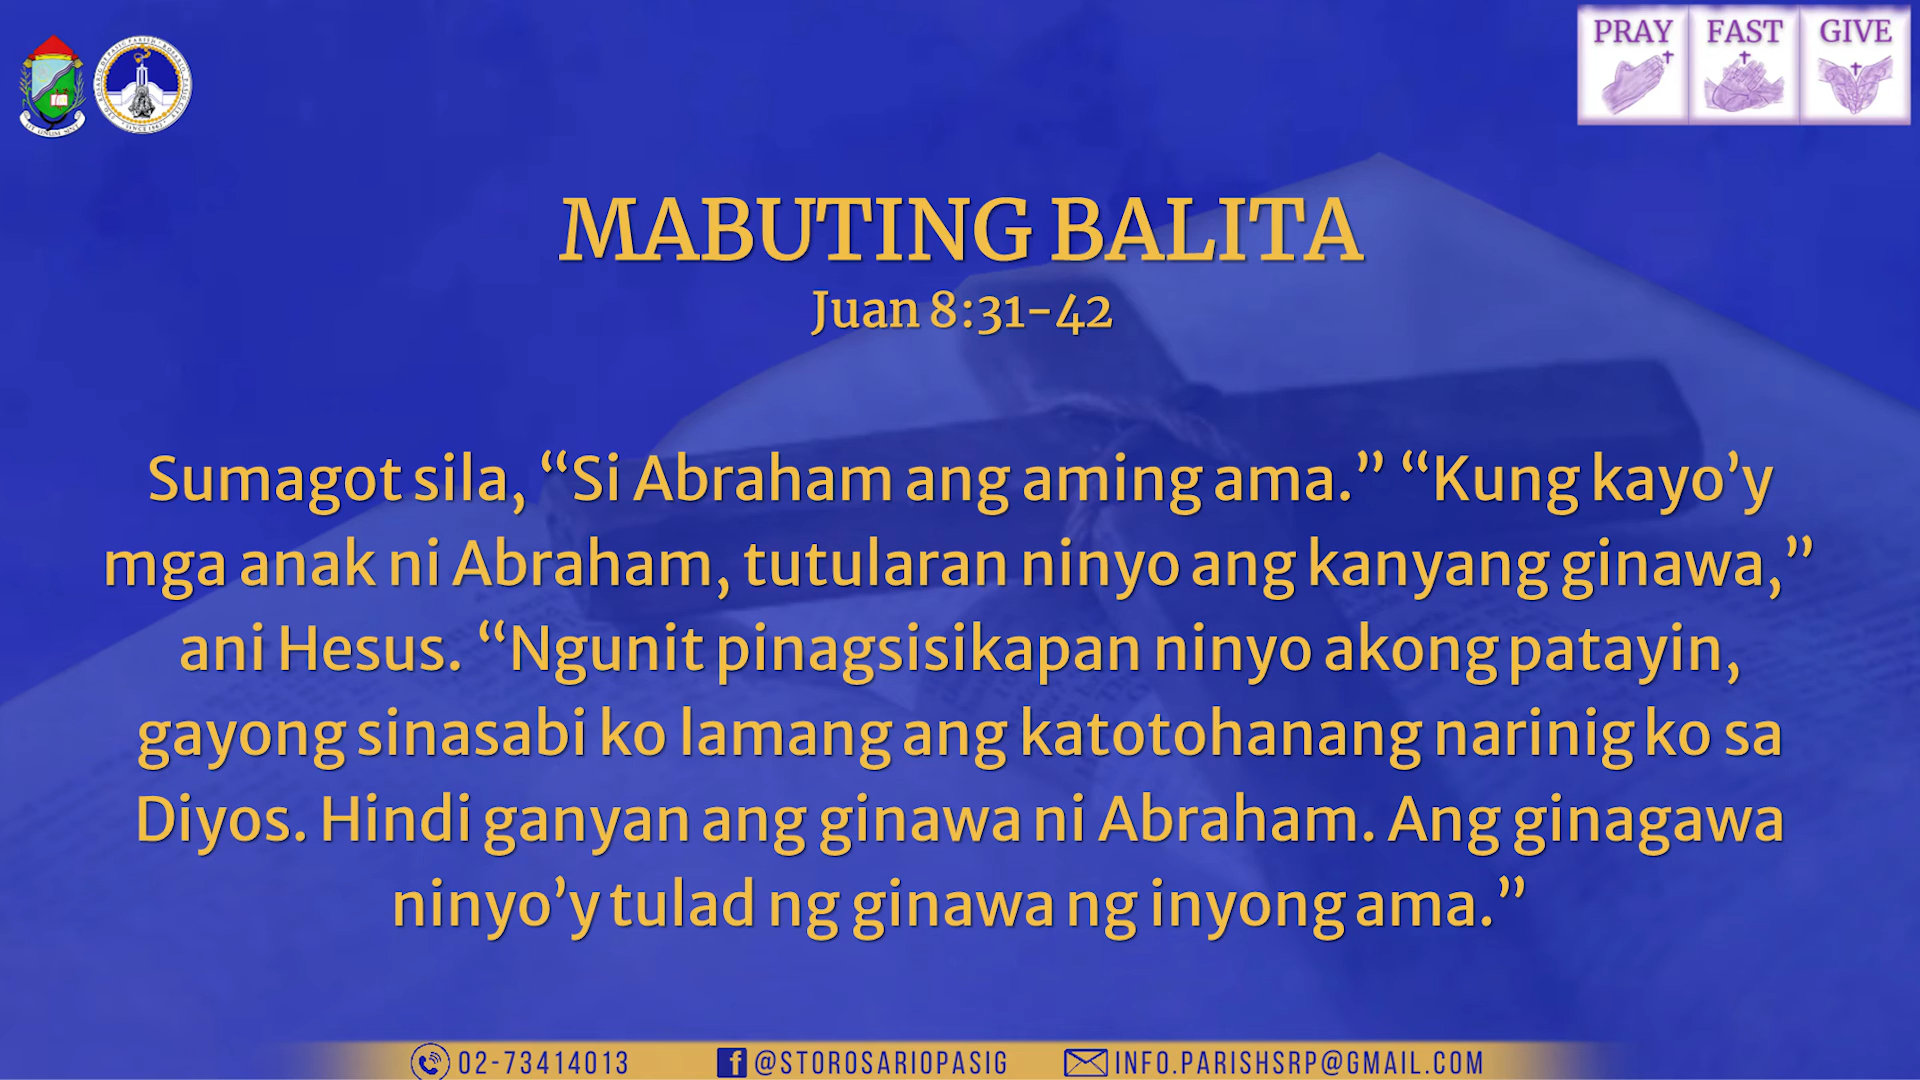 PRAY FAST GIVE
MABUTING BALITA
Juan 8:31-42
Sumagot sila, “Si Abraham ang aming ama.” “Kung kayo’y
mga anak ni Abraham, tutularan ninyo ang kanyang ginawa,”
ani Hesus. “Ngunit pinagsisikapan ninyo akong patayin,
gayong sinasabi ko lamang ang katotohanang narinig ko sa
Diyos. Hindi ganyan ang ginawa ni Abraham. Ang ginagawa
ninyo’y tulad ng ginawa ng inyong ama.”
02-73414013 @STOROSARIOPASIG INFO.PARISHSRP@GMAIL.COM